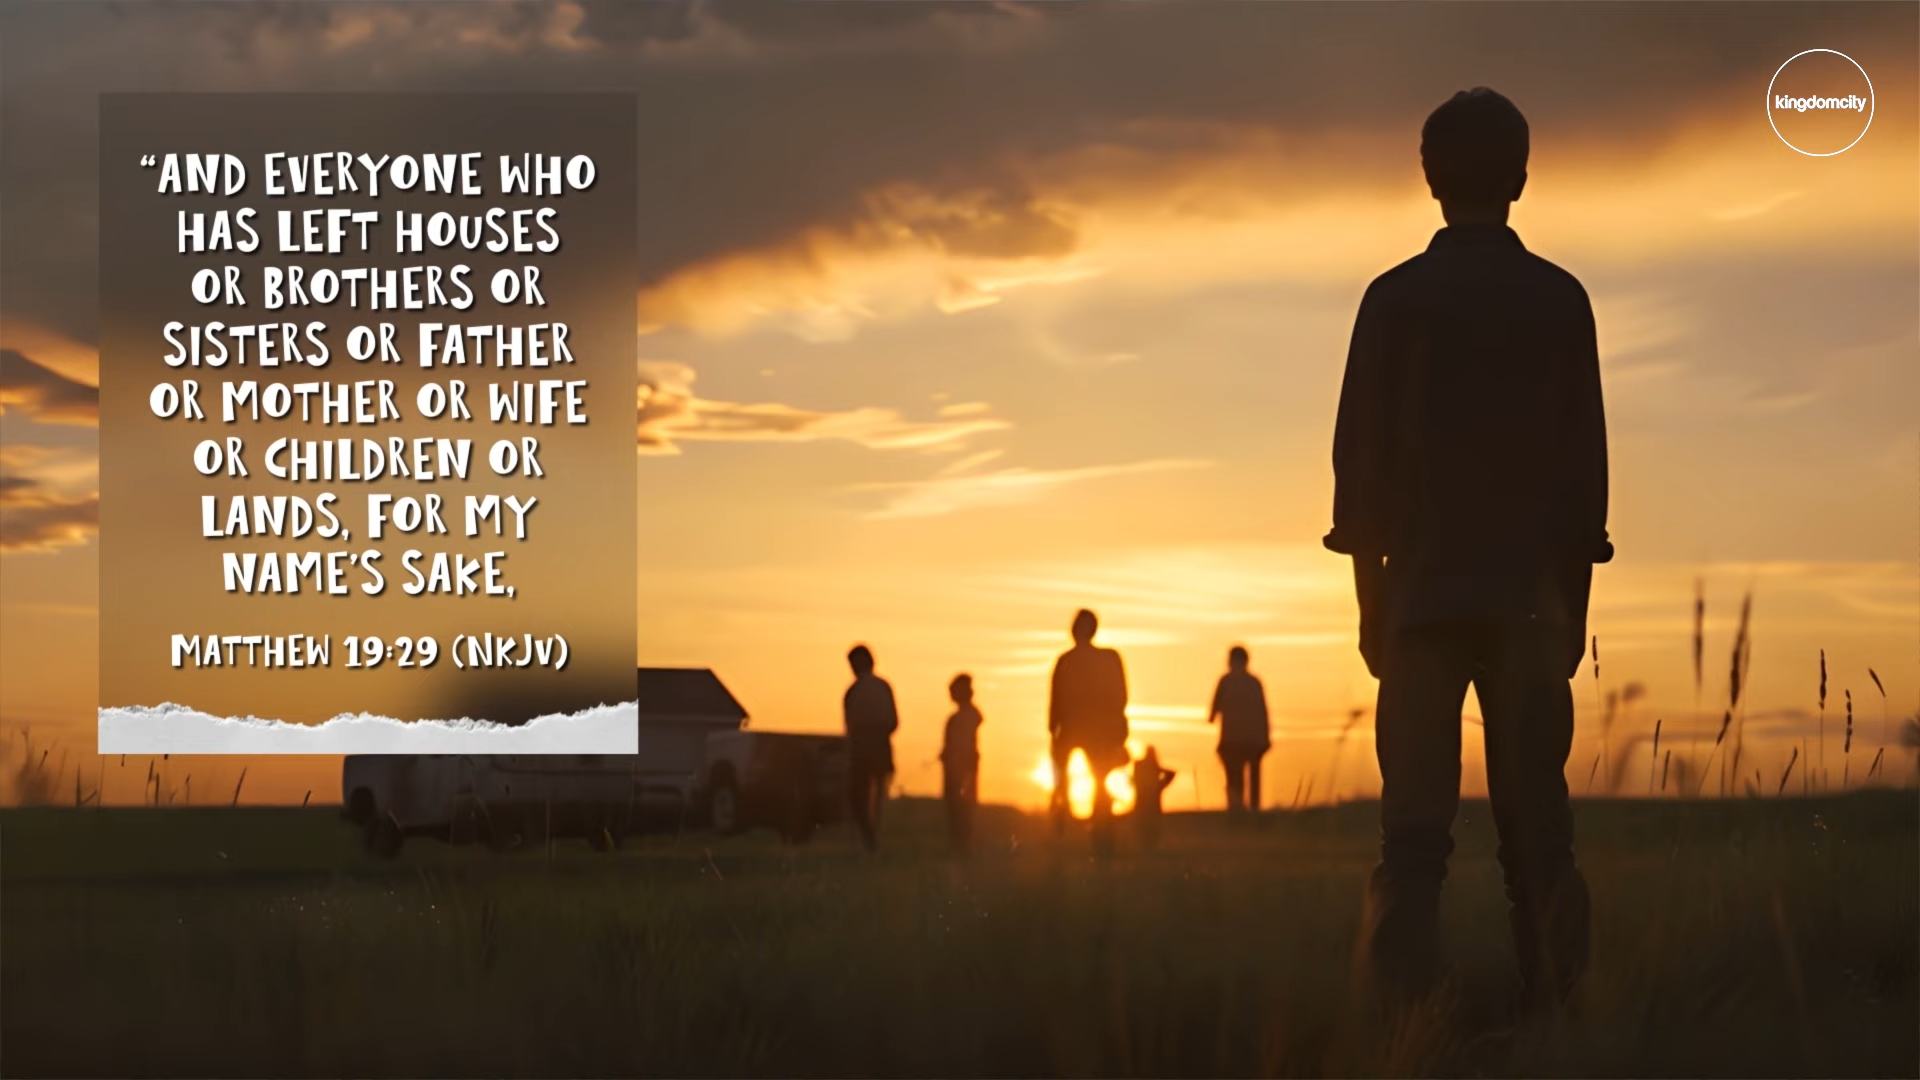 “AND EVERYONE WHO
HAS LEFT HOUSES
OR BROTHERS OR
SISTERS OR FATHER
OR MOTHER OR WIFE
OR CHILDREN OR
LANDS, FOR MY
NAME’S SAKE,
MATTHEW 19:29 (NKJV)
kingdomcity